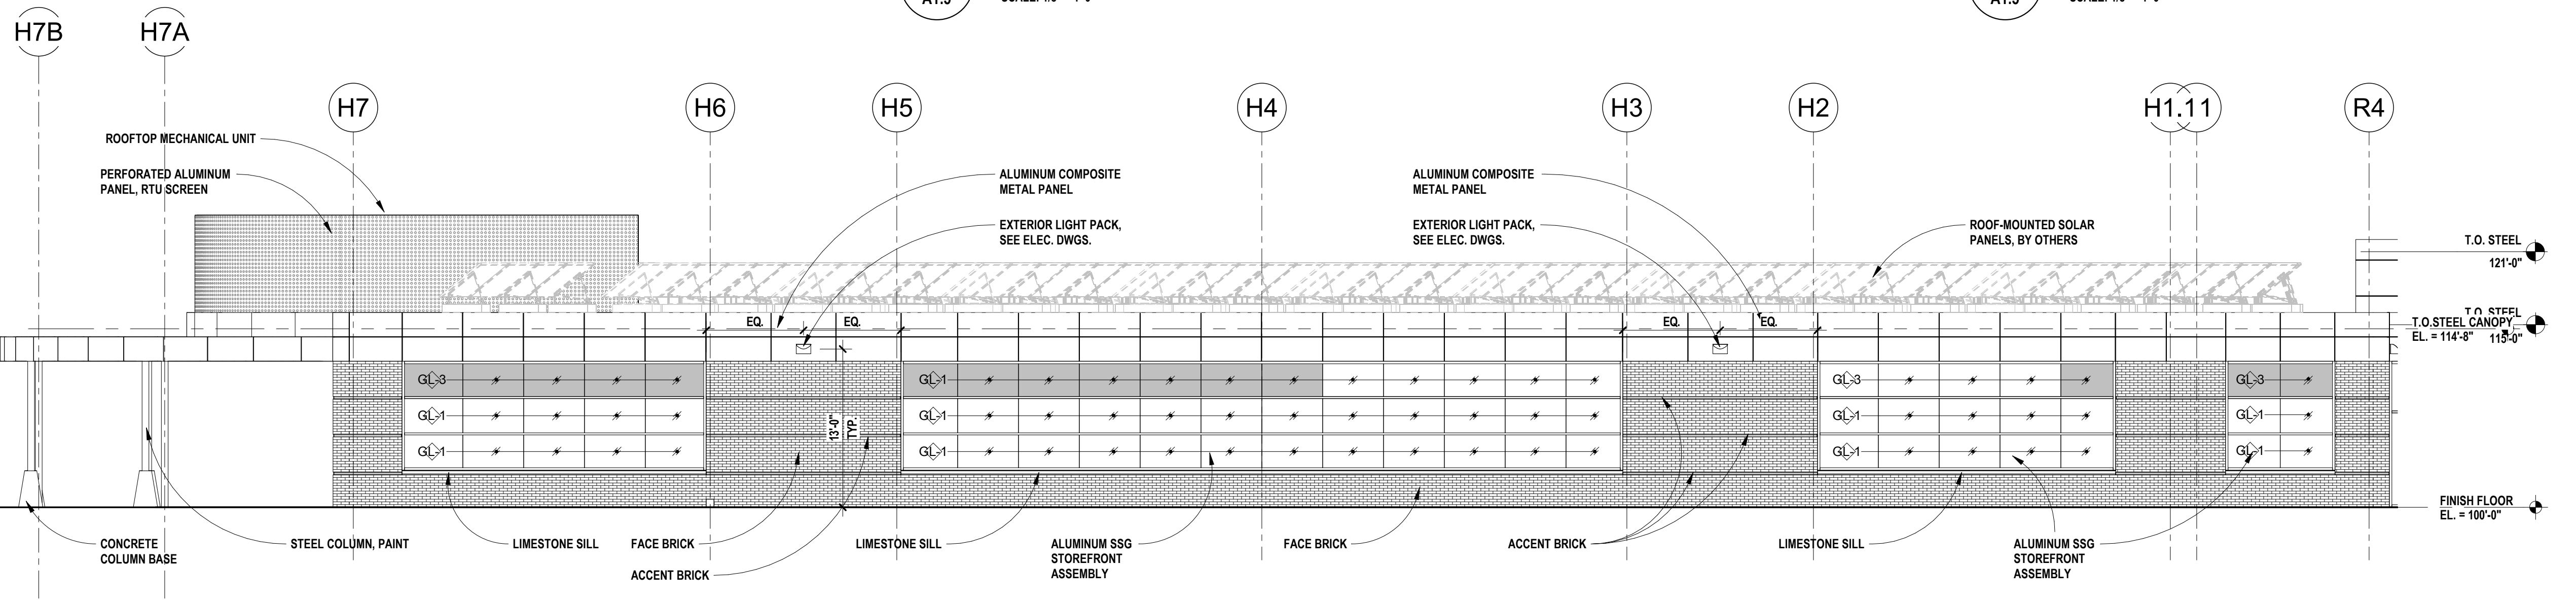 A1.5
A1.5
H7B
H7A
H7
H6
H5
H4
H3
H2
H1.1
1
R4
ROOFTOP MECHANICAL UNIT
PERFORATED ALUMINUM
PANEL, RTU SCREEN
ALUMINUM COMPOSITE
METAL PANEL
EXTERIOR LIGHT PACK,
SEE ELEC. DWGS.
ALUMINUM COMPOSITE
METAL PANEL
EXTERIOR LIGHT PACK,
SEE ELEC. DWGS.
ROOF-MOUNTED SOLAR
PANELS, BY OTHERS
T.O. STEEL
121'-0"
T.O. STEEL
T.O.STEEL CANOPY
EL. = 114'-8"
115'-0"
EQ.
EQ.
EQ.
EQ.
GL-3
GL-1
GL-3
GL-3
GL-1
GL-1
GL-1
GL-1
GL-1
GL-1
GL-1
GL-1
13'-0"
TYP.
FINISH FLOOR
EL. = 100'-0"
CONCRETE
COLUMN BASE
STEEL COLUMN, PAINT
LIMESTONE SILL
FACE BRICK
ACCENT BRICK
LIMESTONE SILL
ALUMINUM SSG
STOREFRONT
ASSEMBLY
FACE BRICK
ACCENT BRICK
LIMESTONE SILL
ALUMINUM SSG
STOREFRONT
ASSEMBLY